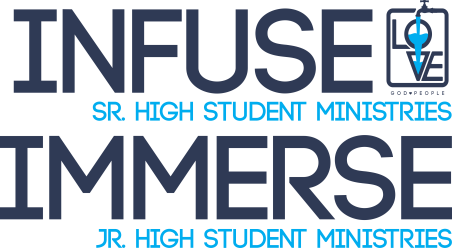 INFUSE
LOVE
GOD♥PEOPLE
SR. HIGH STUDENT MINISTRIES
IMMERSE
JR. HIGH STUDENT MINISTRIES